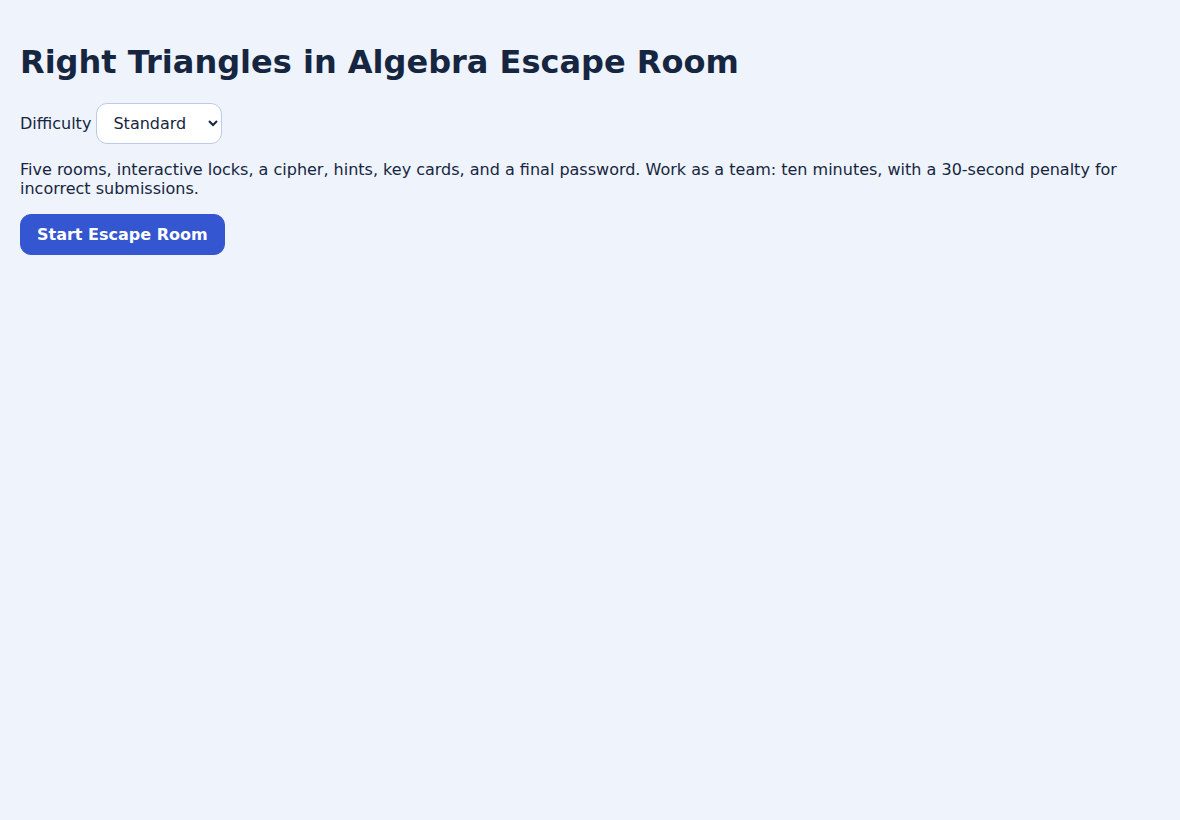 Right Triangles in Algebra Escape Room
Difficulty Standard
Five rooms, interactive locks, a cipher, hints, key cards, and a final password. Work as a team: ten minutes, with a 30-second penalty for
incorrect submissions.
Start Escape Room